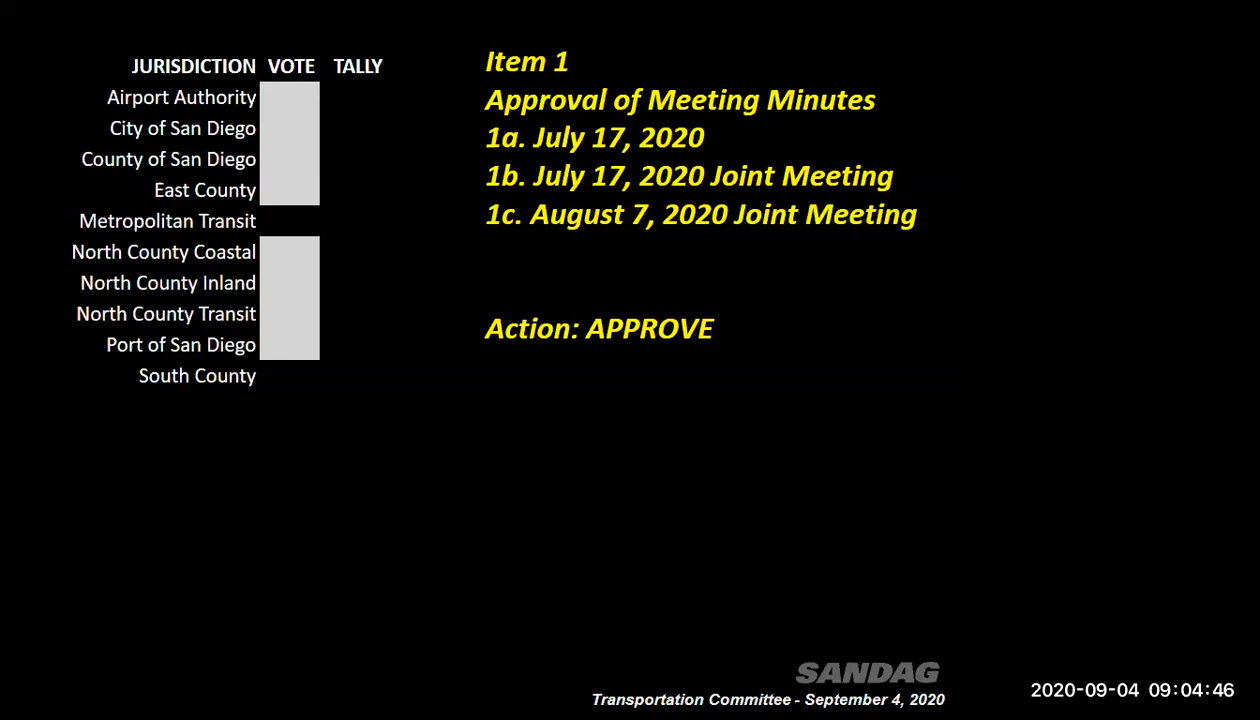 JURISDICTION VOTE TALLY
Airport Authority
City of San Diego
County of San Diego
East County
Metropolitan Transit
North County Coastal
North County Inland
North County Transit
Port of San Diego
South County
Item 1
Approval of Meeting Minutes
1a. July 17, 2020
1b. July 17, 2020 Joint Meeting
1c. August 7, 2020 Joint Meeting
Action: APPROVE
SANDAG
Transportation Committee - September 4, 2020
2020-09-04 09:04:46